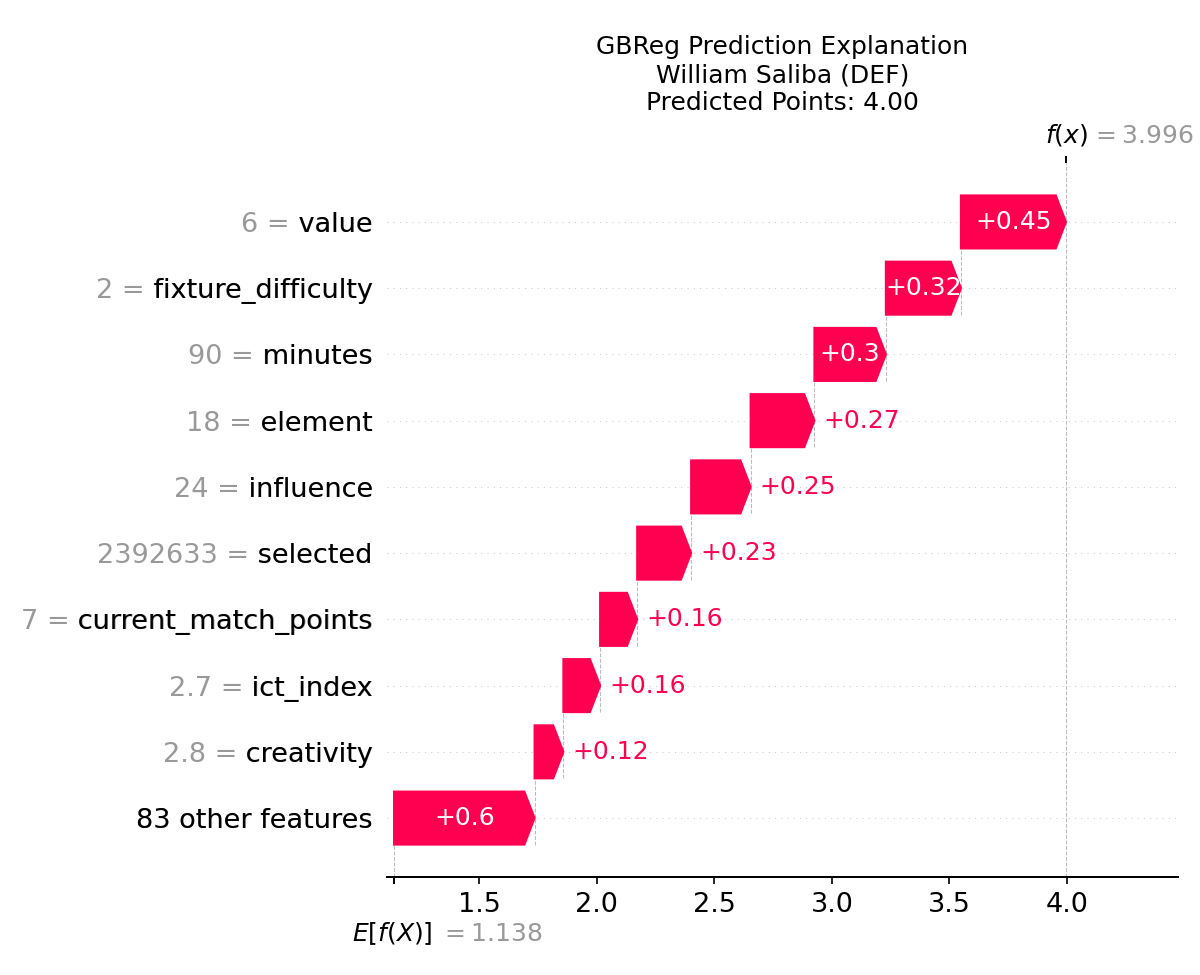 GBReg Prediction Explanation
William Saliba (DEF)
Predicted Points: 4.00
f(x) = 3.996
6 = value
+0.45
2 = fixture_difficulty
+0.32
90 = minutes
+0.3
18 = element
+0.27
24 = influence
+0.25
2392633 = selected
+0.23
7 = current_match_points
+0.16
2.7 = ict_index
+0.16
2.8 = creativity
+0.12
83 other features
+0.6
1.5 2.0 2.5 3.0 3.5 4.0
E[f(X)] = 1.138